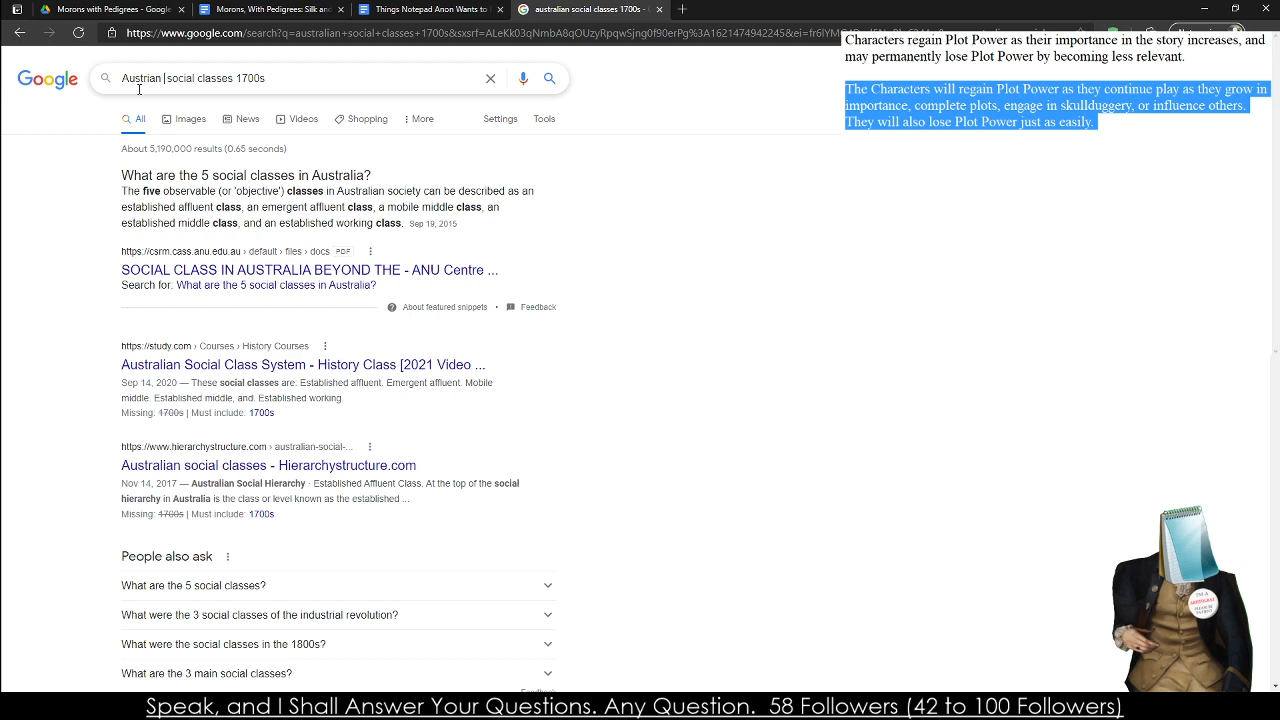 Morons with Pedigrees - Google
Morons, With Pedigrees: Silk and
Things Notepad Anon Wants to
australian social classes 1700s -
https://www.google.com/search?q=australian+social+classes+1700s&sxsrf=
Characters regain Plot Power as their importance in the story increases, and
may permanently lose Plot Power by becoming less relevant.
The Characters will regain Plot Power as they continue play as they grow in
importance, complete plots, engage in skullduggery, or influence others.
They will also lose Plot Power just as easily.
Google
Austrian social classes 1700s
All Images News Videos Shopping More Settings Tools
About 5,190,000 results (0.65 seconds)
What are the 5 social classes in Australia?
The five observable (or 'objective') classes in Australian society can be described as an
established affluent class, an emergent affluent class, a mobile middle class, an
established middle class, and an established working class. Sep 19, 2015
https://csrm.cass.anu.edu.au › default › files › docs PDF
SOCIAL CLASS IN AUSTRALIA BEYOND THE - ANU Centre ...
Search for: What are the 5 social classes in Australia?
About featured snippets • Feedback
https://study.com › Courses › History Courses
Australian Social Class System - History Class [2021 Video ...
Sep 14, 2020 — These social classes are: Established affluent. Emergent affluent. Mobile
middle. Established middle, and. Established working.
Missing: 1700s | Must include: 1700s
https://www.hierarchystructure.com › australian-social-...
Australian social classes - Hierarchystructure.com
Nov 14, 2017 — Australian Social Hierarchy · Established Affluent Class. At the top of the social
hierarchy in Australia is the class or level known as the established ...
Missing: 1700s | Must include: 1700s
People also ask
What are the 5 social classes?
What were the 3 social classes of the industrial revolution?
What were the social classes in the 1800s?
What are the 3 main social classes?
Feedback
I'M A
ARISTOCRAT
PLEASE BE
PATIENT
Speak, and I Shall Answer Your Questions. Any Question. 58 Followers (42 to 100 Followers)